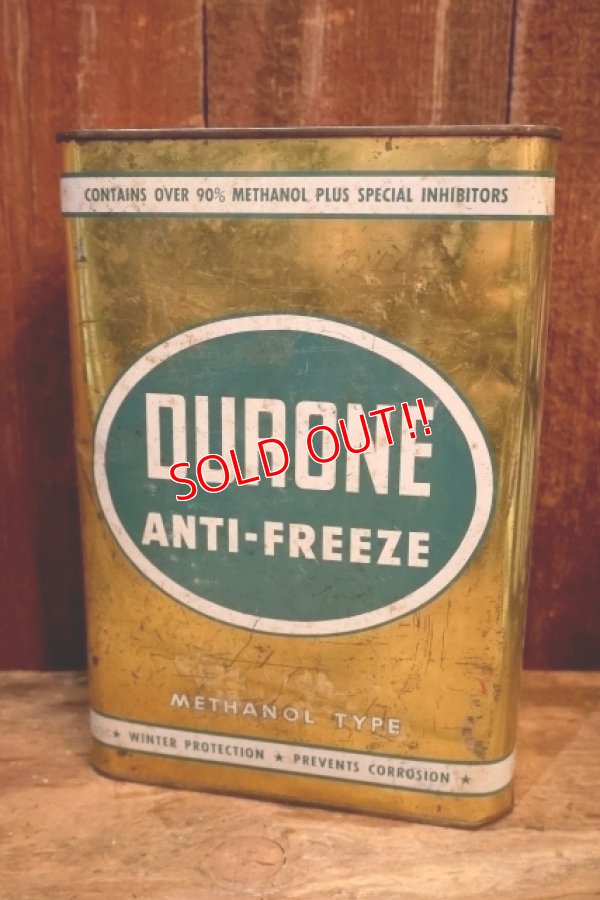 CONTAINS OVER 90% METHANOL PLUS SPECIAL INHIBITORS
DURONE
SOLD OUT!!
ANTI-FREEZE
METHANOL TYPE
★ WINTER PROTECTION ★ PREVENTS CORROSION ★